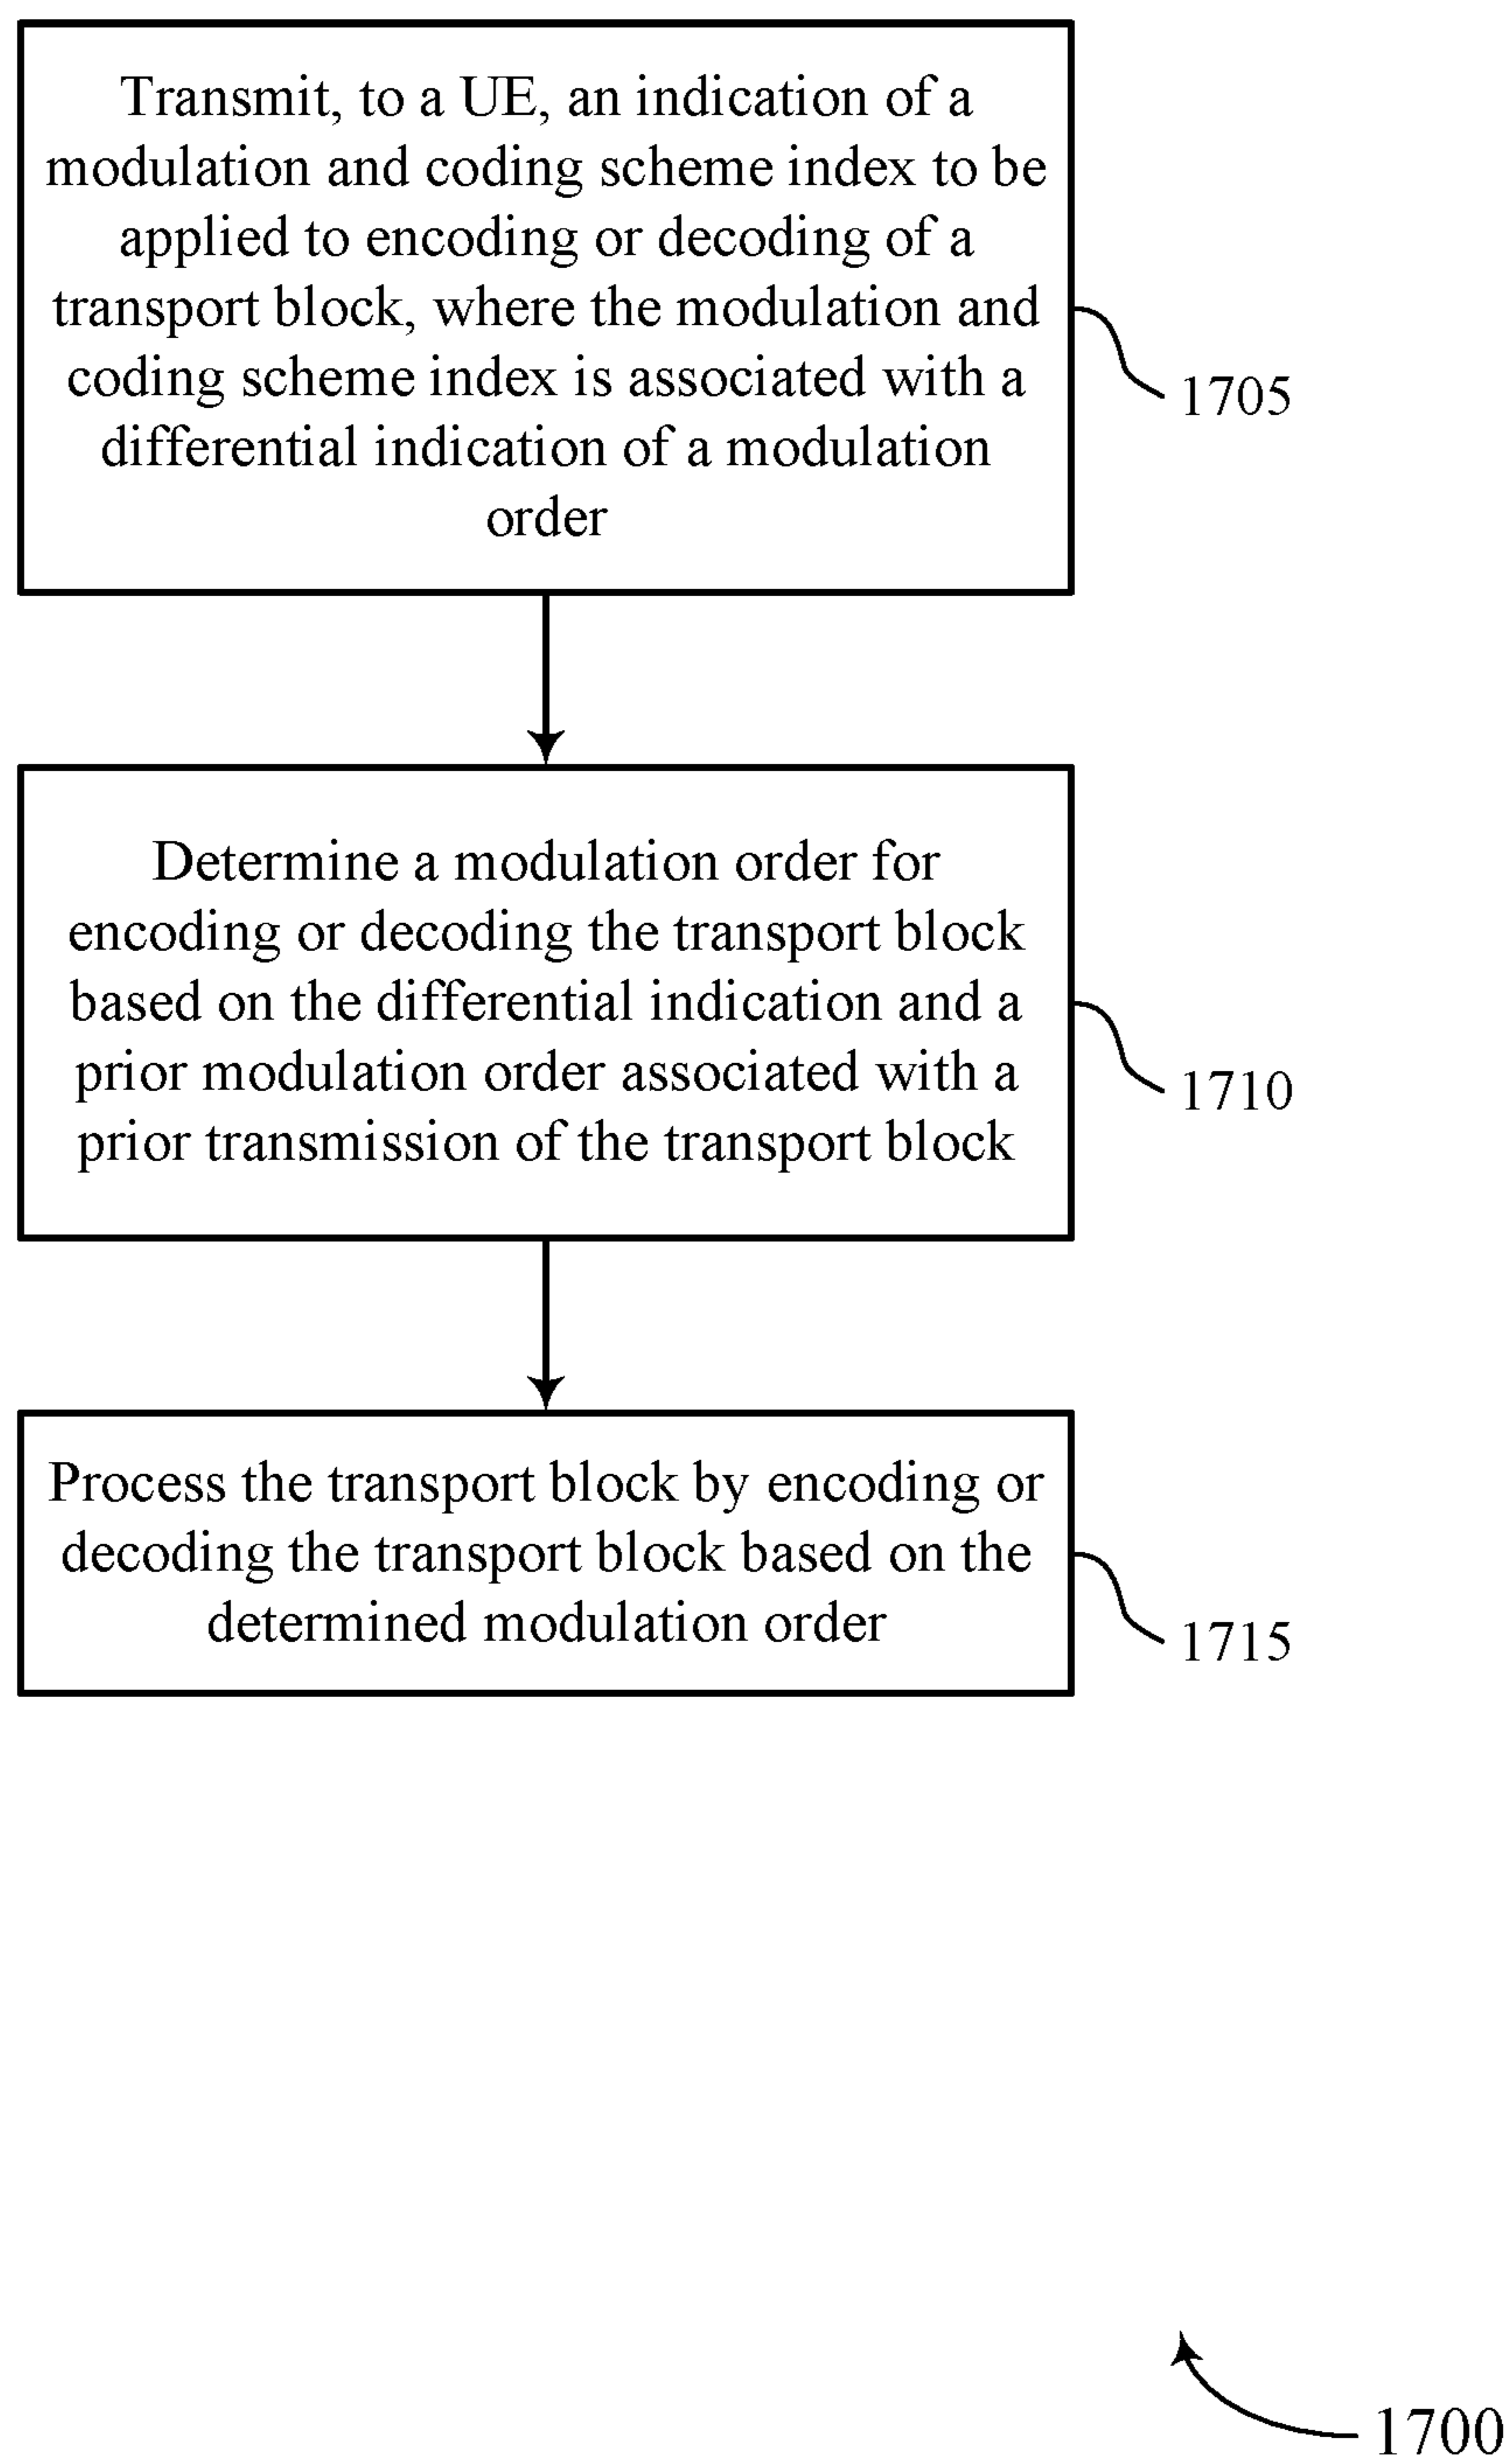 Transmit, to a UE, an indication of a
modulation and coding scheme index to be
applied to encoding or decoding of a
transport block, where the modulation and
coding scheme index is associated with a
differential indication of a modulation
order
1705
Determine a modulation order for
encoding or decoding the transport block
based on the differential indication and a
prior modulation order associated with a
prior transmission of the transport block
1710
Process the transport block by encoding or
decoding the transport block based on the
determined modulation order
1715
1700